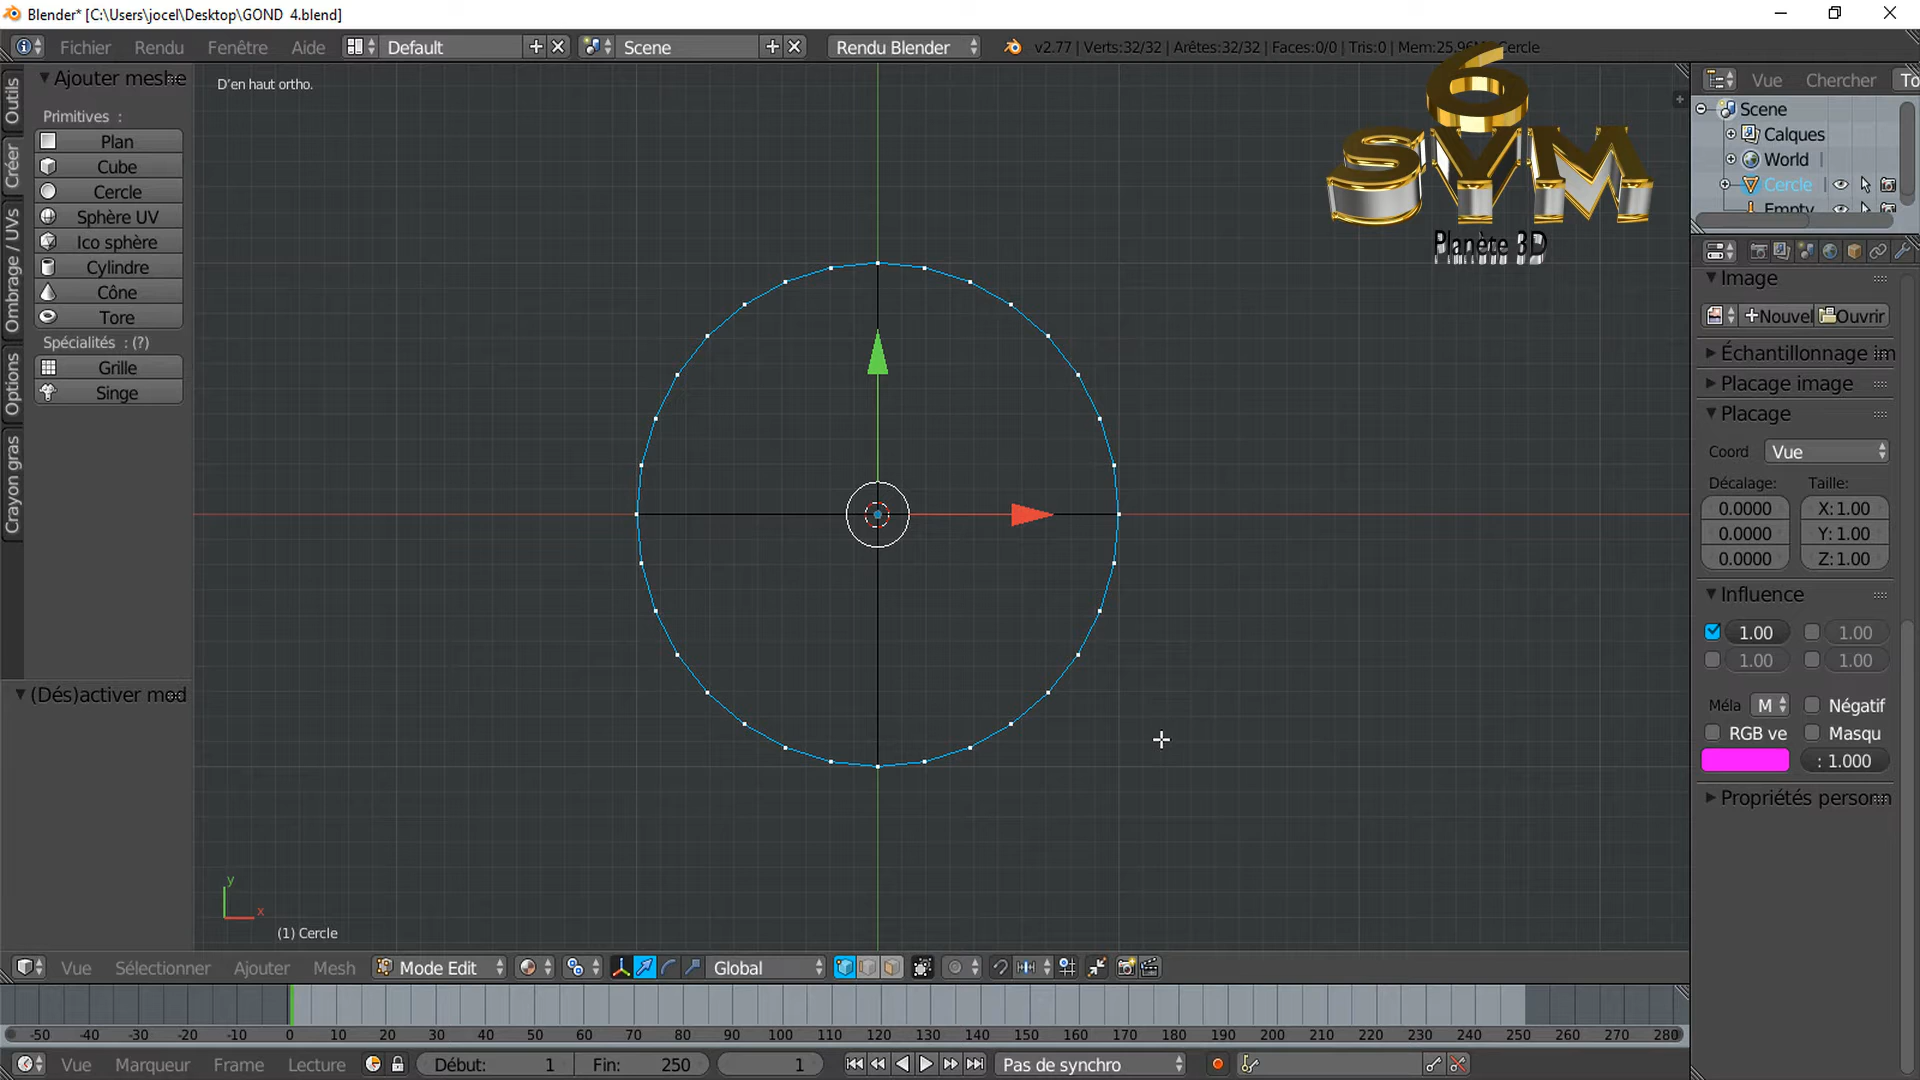 Blender* [C:\Users\jocel\Desktop\GOND  4.blend]
Fichier Rendu Fenêtre Aide Default Scene Rendu Blender v2.77 | Verts:32/32 | Arêtes:32/32 | Faces:0/0 | Tris:0 | Mem:25.96M Cercle
Ajouter meshe
Primitives :
Plan
Cube
Cercle
Sphère UV
Ico sphère
Cylindre
Cône
Tore
Spécialités : (?)
Grille
Singe
Outils
Créer
Ombrage / UVs
Options
Crayon gras
(Dés)activer mod
D'en haut ortho.
6
SYM
Planète 3D
y
x
(1) Cercle
Vue Chercher To
Scene
Calques
World
Cercle
Empty
Image
Nouvel Ouvrir
Échantillonnage im
Placage image
Placage
Coord Vue
Décalage: Taille:
0.0000 X: 1.00
0.0000 Y: 1.00
0.0000 Z: 1.00
Influence
1.00 1.00
1.00 1.00
Méla M Négatif
RGB ve Masqu
: 1.000
Propriétés personn
Vue Sélectionner Ajouter Mesh Mode Edit Global
-50 -40 -30 -20 -10 0 10 20 30 40 50 60 70 80 90 100 110 120 130 140 150 160 170 180 190 200 210 220 230 240 250 260 270 280
Vue Marqueur Frame Lecture Début: 1 Fin: 250 1 Pas de synchro